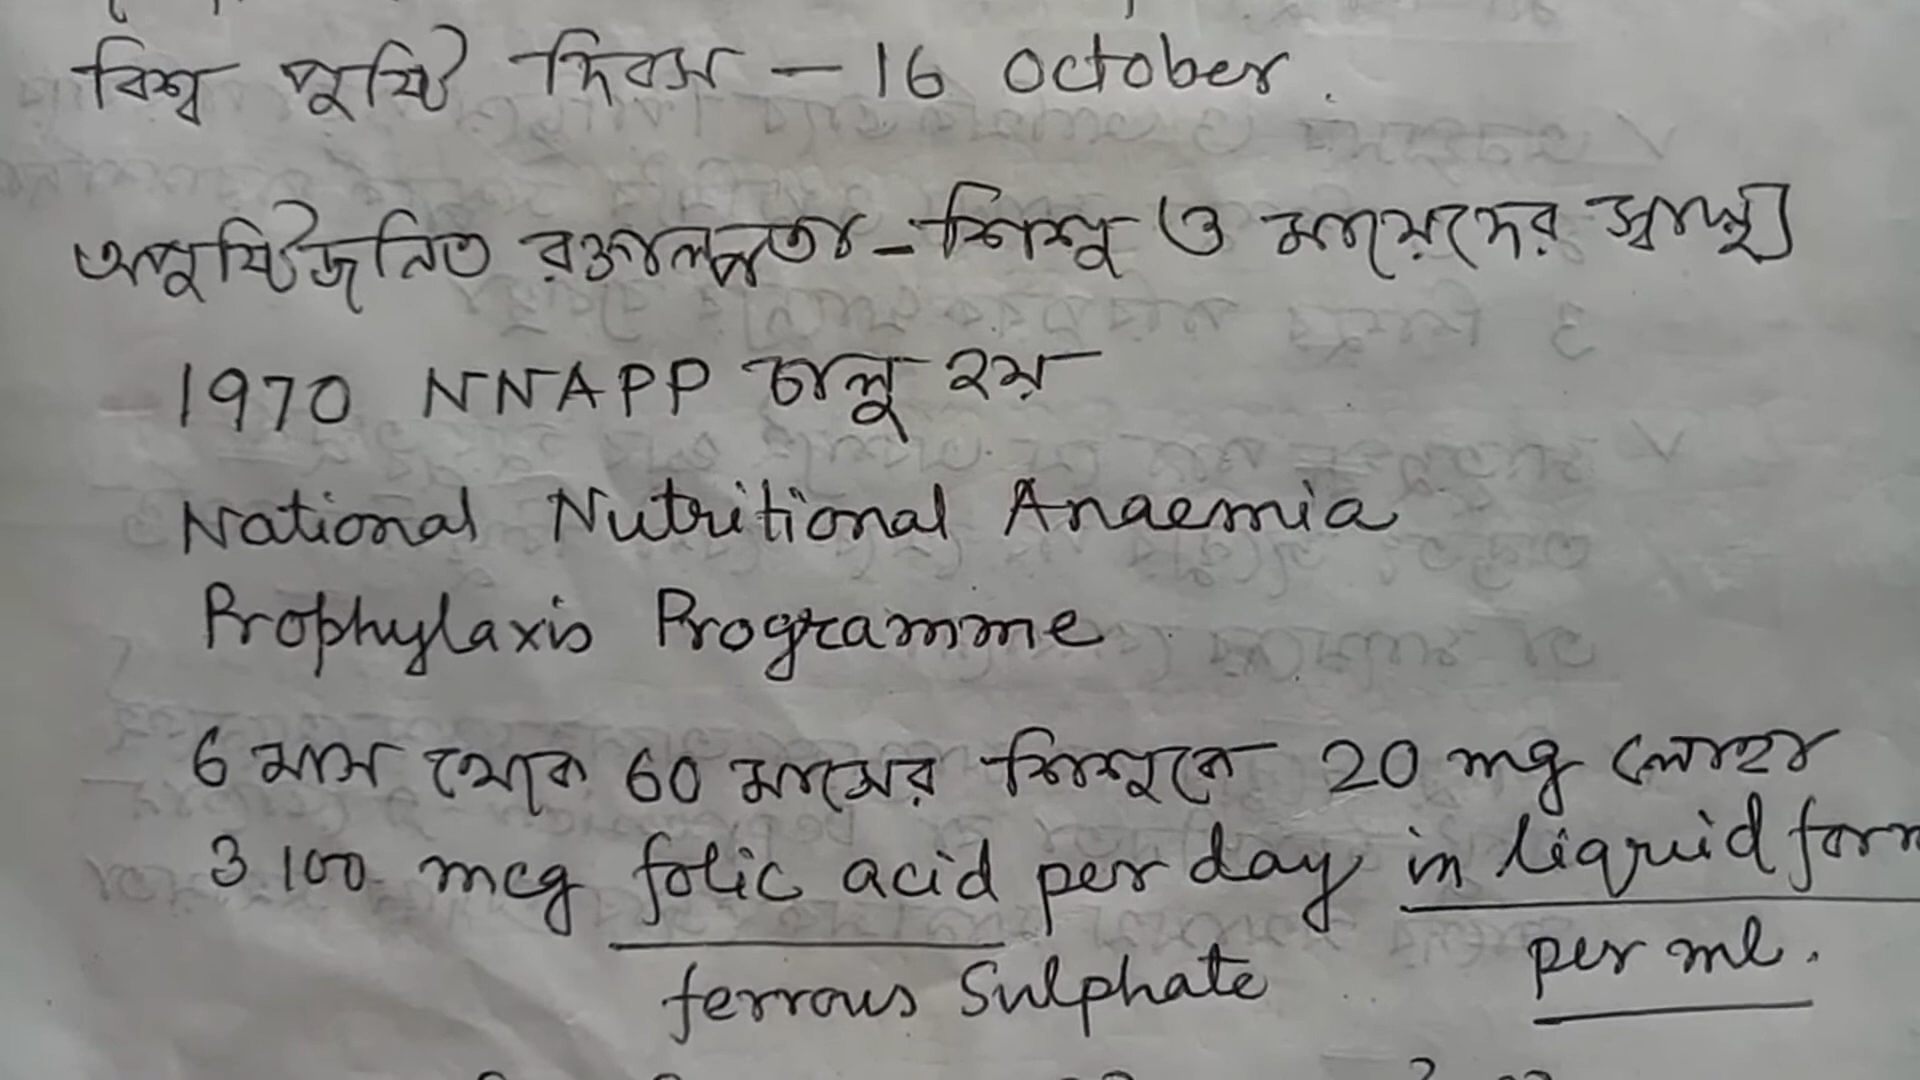 বিশ্ব পুষ্টি দিবস – 16 October.
অপুষ্টিজনিত রক্তাল্পতা – শিশু ও মায়েদের স্বাস্থ্য
1970 NNAPP চালু হয়
National Nutritional Anaemia
Prophylaxis Programme
6 মাস থেকে 60 মাসের শিশুকে 20 mg লোহা
ও 100 mcg folic acid per day in liquid form
ferrous Sulphate per ml.